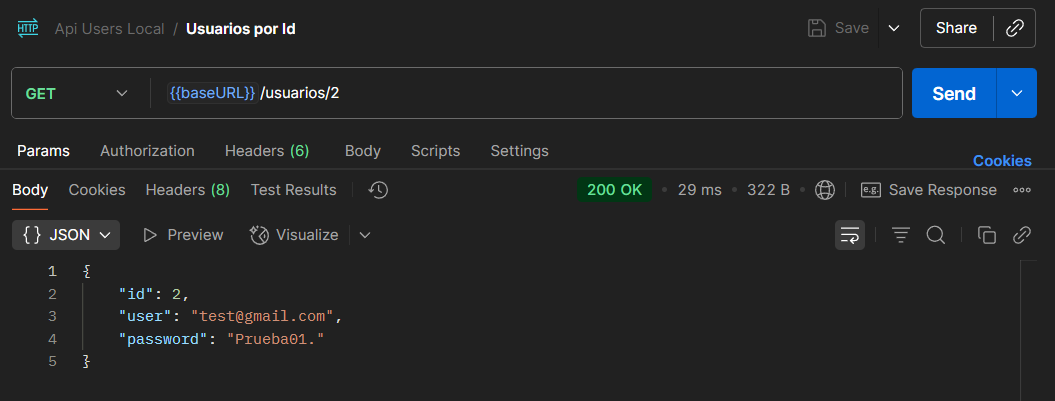 HTTP Api Users Local / Usuarios por Id Save Share
GET {{baseURL}} /usuarios/2 Send
Params Authorization Headers (6) Body Scripts Settings Cookies
Body Cookies Headers (8) Test Results 200 OK • 29 ms • 322 B e.g. Save Response
{} JSON Preview Visualize
1 {
2 "id": 2,
3 "user": "test@gmail.com",
4 "password": "Prueba01."
5 }